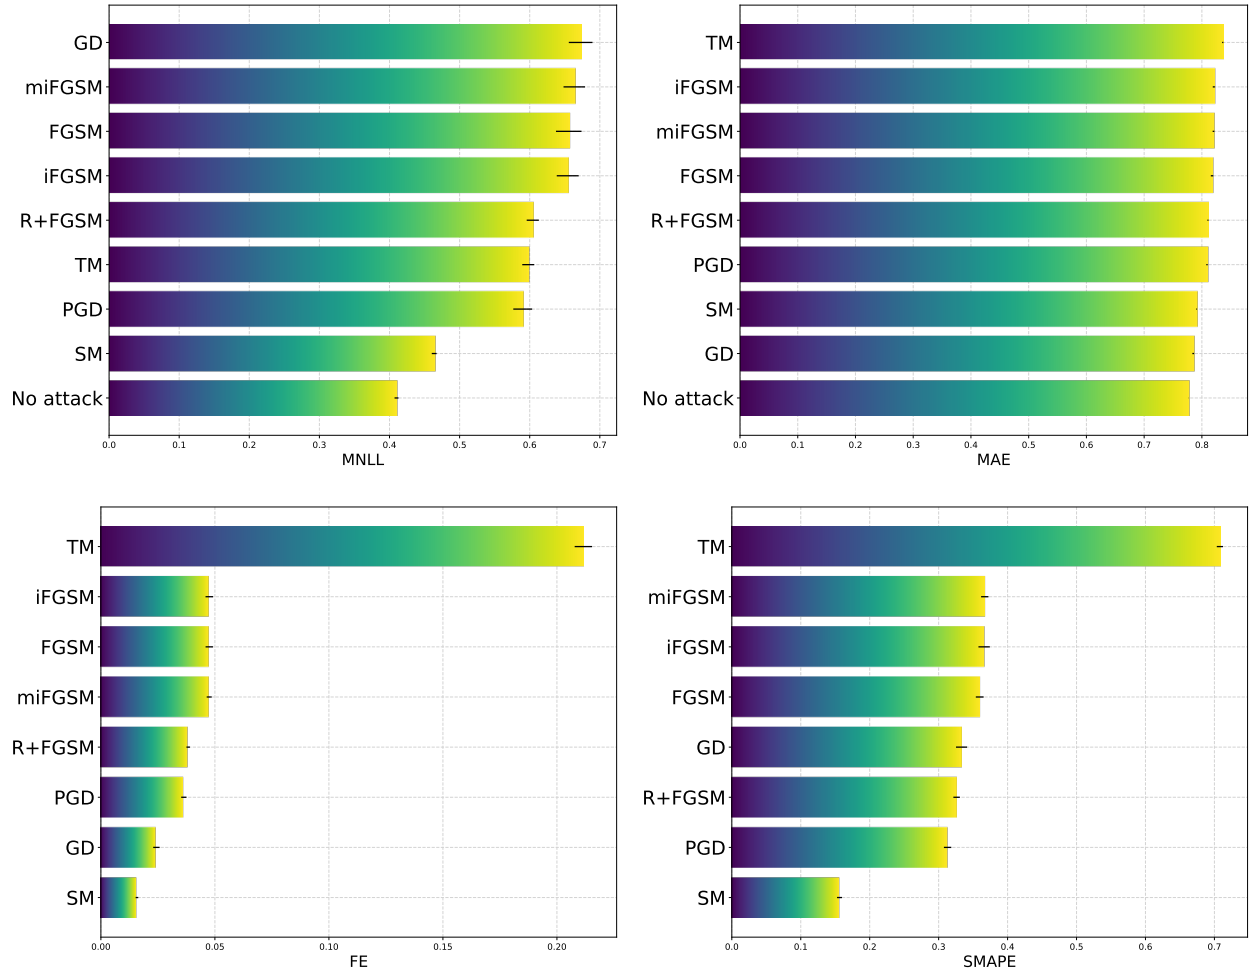 GD
miFGSM
FGSM
iFGSM
R+FGSM
TM
PGD
SM
No attack
0.0 0.1 0.2 0.3 0.4 0.5 0.6 0.7
MNLL
TM
iFGSM
miFGSM
FGSM
R+FGSM
PGD
SM
GD
No attack
0.0 0.1 0.2 0.3 0.4 0.5 0.6 0.7 0.8
MAE
TM
iFGSM
FGSM
miFGSM
R+FGSM
PGD
GD
SM
0.00 0.05 0.10 0.15 0.20
FE
TM
miFGSM
iFGSM
FGSM
GD
R+FGSM
PGD
SM
0.0 0.1 0.2 0.3 0.4 0.5 0.6 0.7
SMAPE